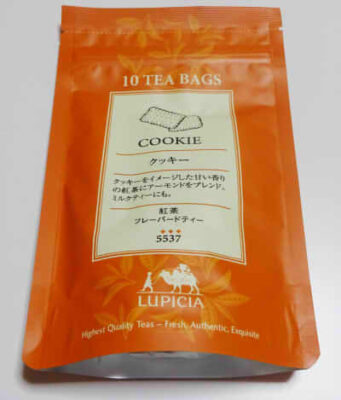 10 TEA BAGS
COOKIE
クッキー
クッキーをイメージした甘い香り
の紅茶にアーモンドをブレンド。
ミルクティーにも。
紅茶
フレーバードティー
5537
LUPICIA
Highest Quality Teas – Fresh, Authentic, Exquisite